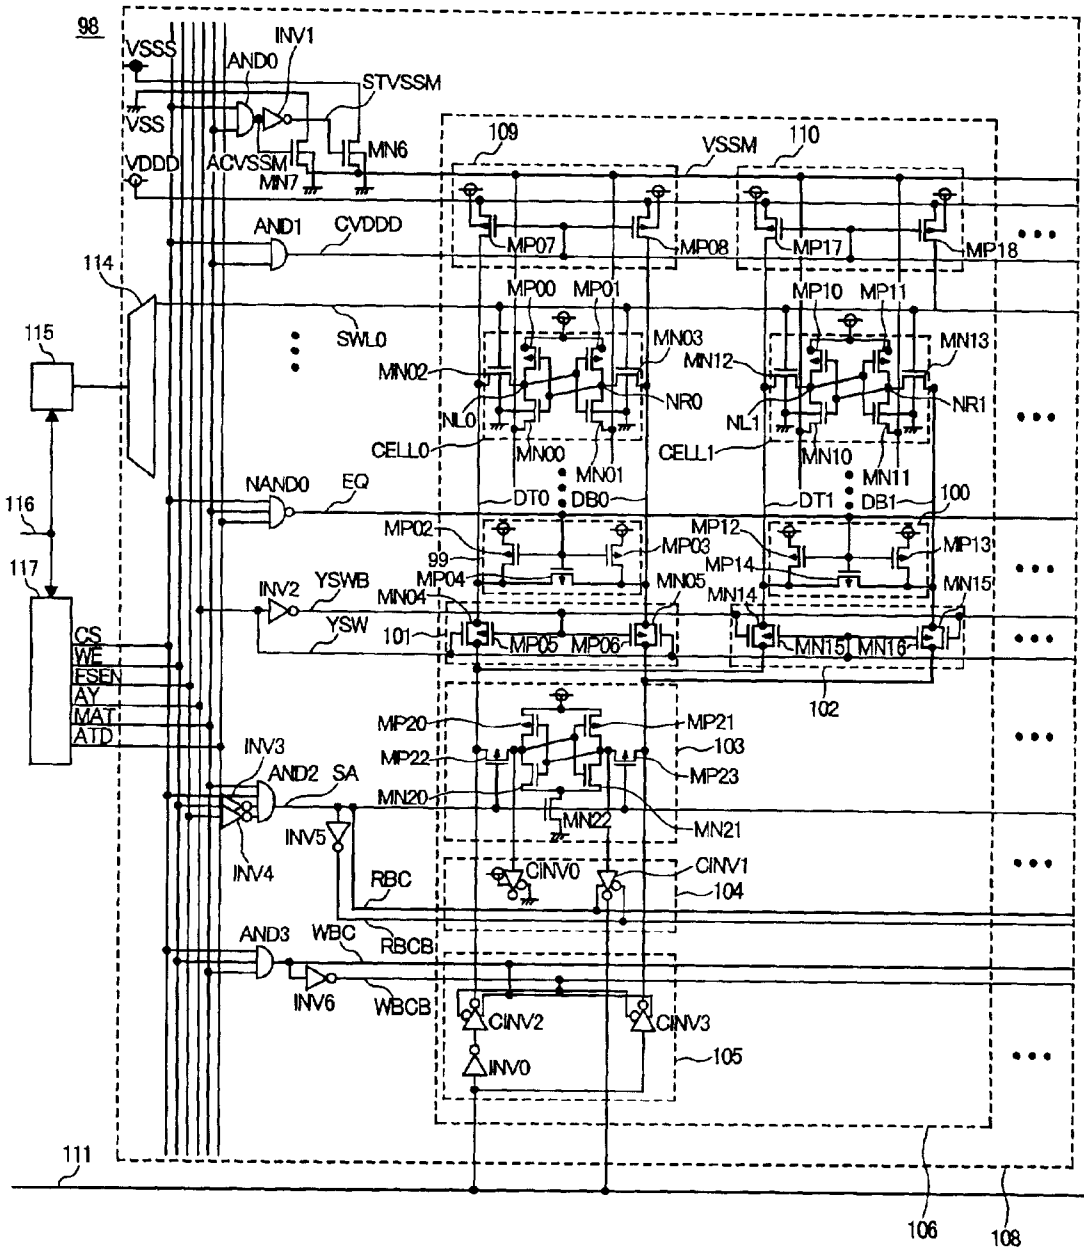 98
VSSS
AND0
INV1
STVSSM
VSS
109
VSSM
110
VDDD
ACVSSM
MN6
MN7
AND1
CVDDD
MP07
MP08
MP17
MP18
114
MP00
MP01
MP10
MP11
115
SWL0
MN02
MN03
MN12
MN13
NL0
NR0
NL1
NR1
CELL0
MN00
MN01
CELL1
MN10
MN11
NAND0
EQ
DT0
DB0
DT1
DB1
100
116
MP02
99
MP03
MP12
MP13
MP04
MP14
117
INV2
YSWB
MN04
MN05
MN14
MN15
YSW
101
MP05
MP06
MN15
MN16
CS
WE
FSEN
AY
MAT
ATD
102
MP20
MP21
103
MP22
MP23
INV3
AND2
SA
MN20
MN22
MN21
INV5
INV4
CINV0
CINV1
RBC
104
AND3
WBC
RBCB
INV6
WBCB
CINV2
CINV3
INV0
105
111
106
108